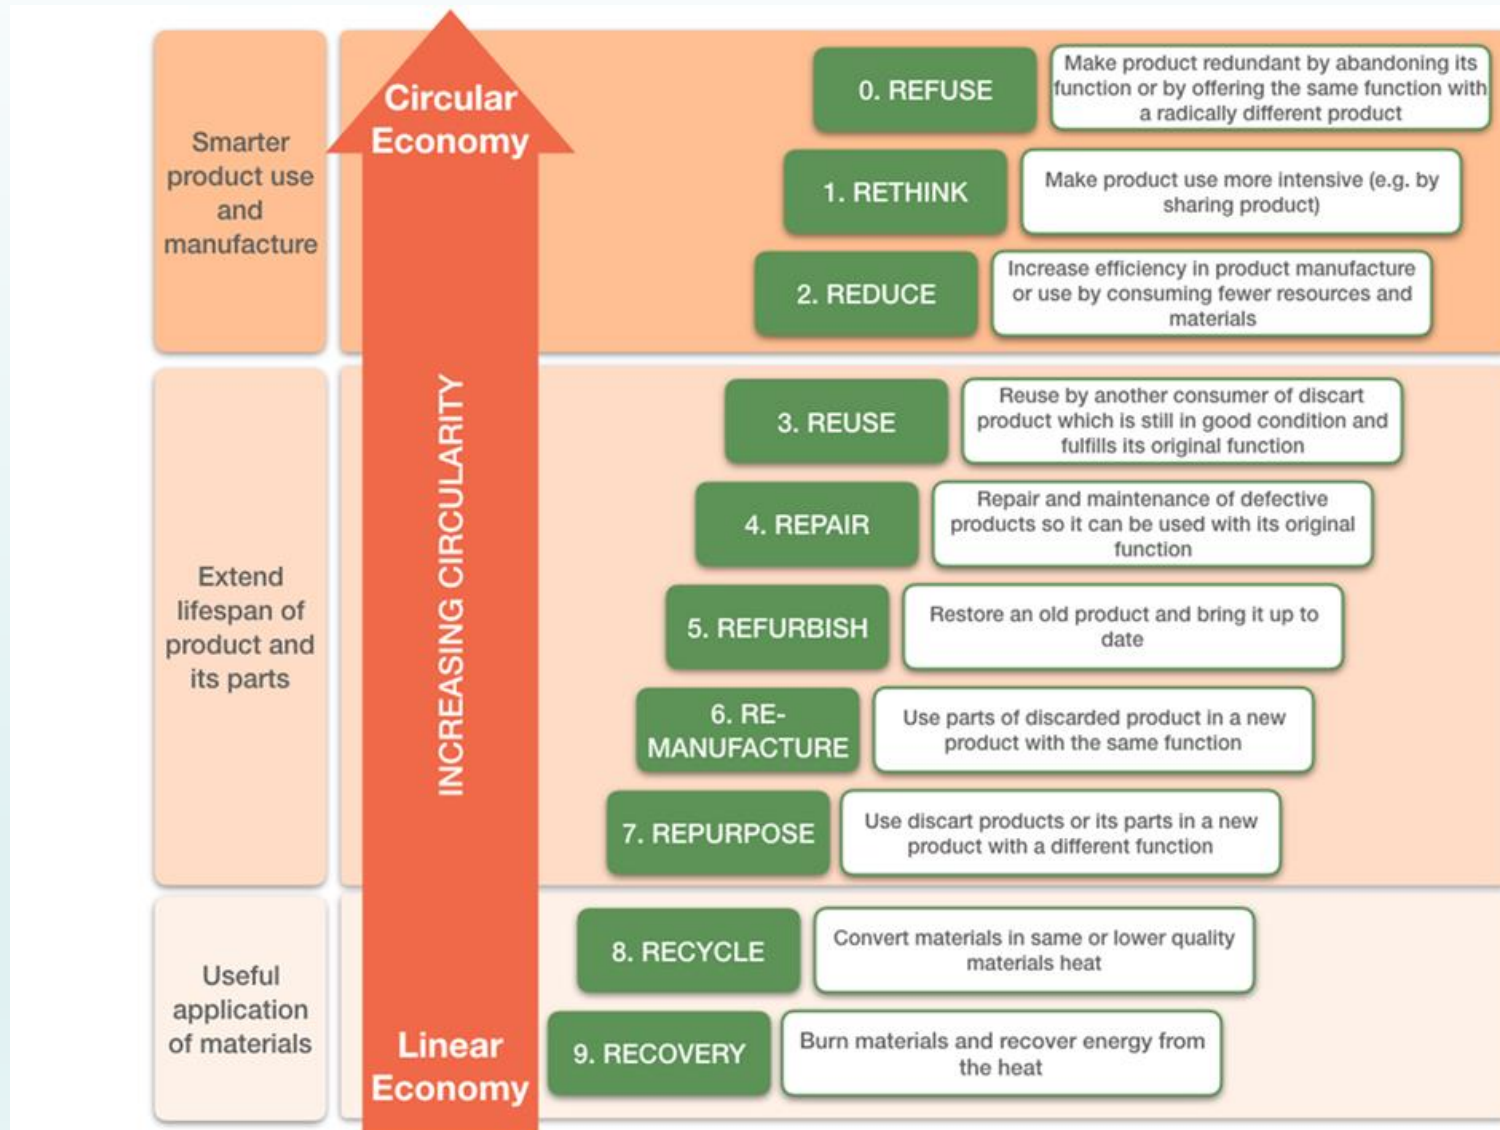 Circular
Economy
INCREASING CIRCULARITY
Linear
Economy
Smarter
product use
and
manufacture
0. REFUSE
Make product redundant by abandoning its
function or by offering the same function with
a radically different product
1. RETHINK
Make product use more intensive (e.g. by
sharing product)
2. REDUCE
Increase efficiency in product manufacture
or use by consuming fewer resources and
materials
Extend
lifespan of
product and
its parts
3. REUSE
Reuse by another consumer of discart
product which is still in good condition and
fulfills its original function
4. REPAIR
Repair and maintenance of defective
products so it can be used with its original
function
5. REFURBISH
Restore an old product and bring it up to
date
6. RE-
MANUFACTURE
Use parts of discarded product in a new
product with the same function
7. REPURPOSE
Use discart products or its parts in a new
product with a different function
Useful
application
of materials
8. RECYCLE
Convert materials in same or lower quality
materials heat
9. RECOVERY
Burn materials and recover energy from
the heat